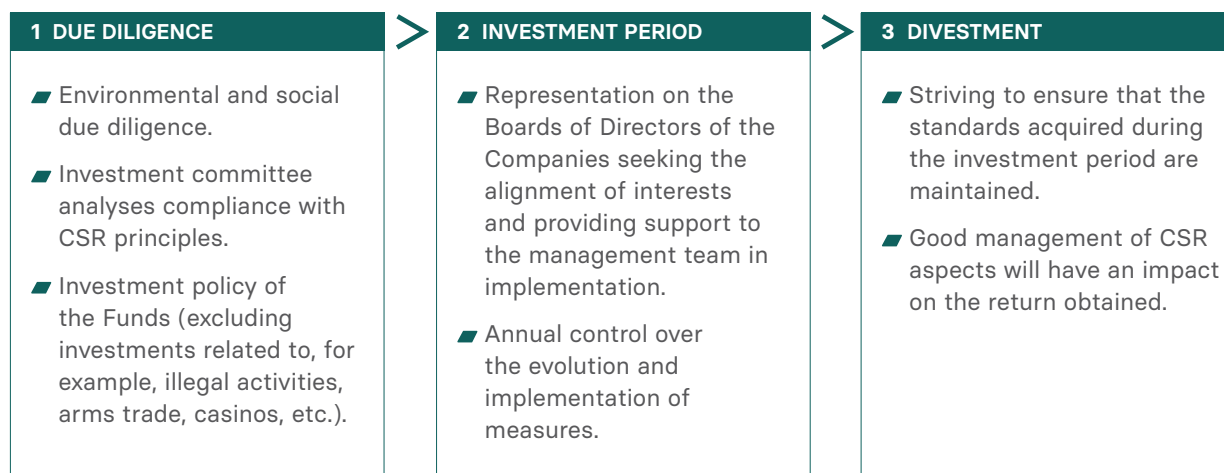 1 DUE DILIGENCE
Environmental and social
due diligence.
Investment committee
analyses compliance with
CSR principles.
Investment policy of
the Funds (excluding
investments related to, for
example, illegal activities,
arms trade, casinos, etc.).
2 INVESTMENT PERIOD
Representation on the
Boards of Directors of the
Companies seeking the
alignment of interests
and providing support to
the management team in
implementation.
Annual control over
the evolution and
implementation of
measures.
3 DIVESTMENT
Striving to ensure that the
standards acquired during
the investment period are
maintained.
Good management of CSR
aspects will have an impact
on the return obtained.